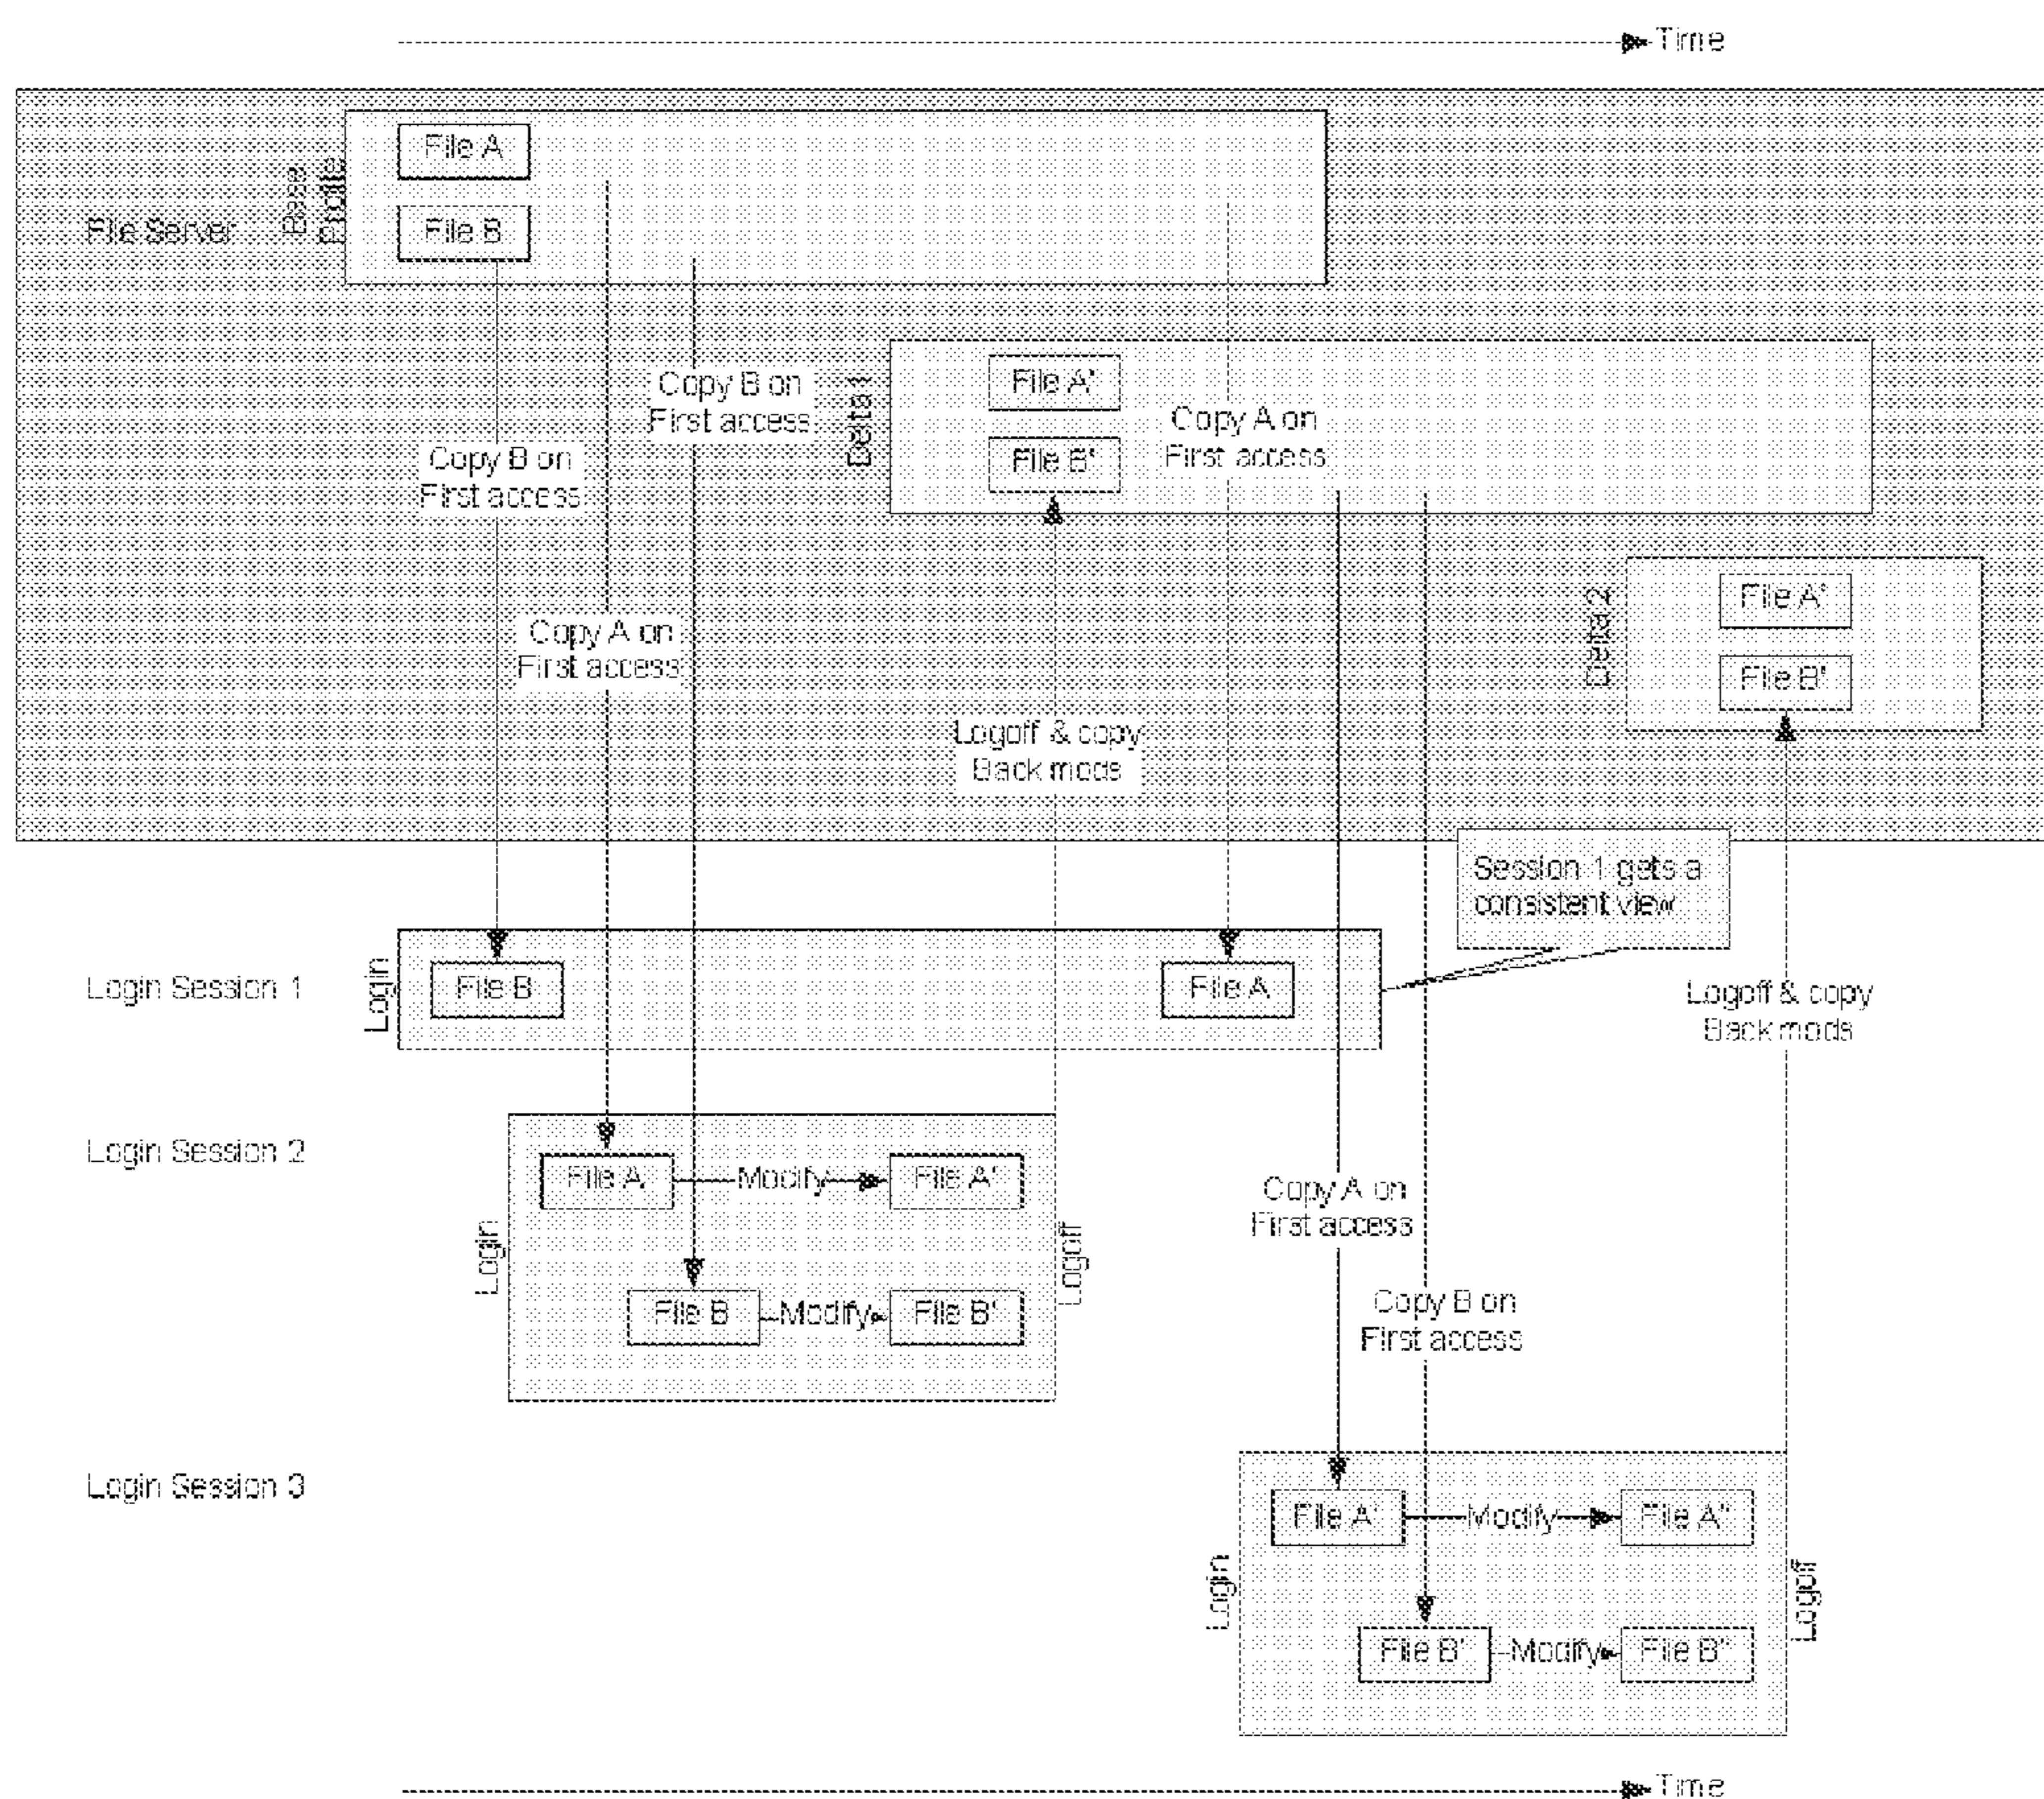 Time
File A
Base
Profile
File Server
File B
Copy B on
First access
Delta 1
File A'
Copy A on
First access
File B'
Copy B on
First access
Delta 2
File A'
Copy A on
First access
File B'
Logoff & copy
Back mods
Session 1 gets a
consistent view
Login Session 1
Login
File B
File A
Logoff & copy
Back mods
Login Session 2
Login
File A
Modify
File A'
Logoff
File B
Modify
File B'
Copy A on
First access
Copy B on
First access
Login Session 3
Login
File A'
Modify
File A"
Logoff
File B'
Modify
File B"
Time